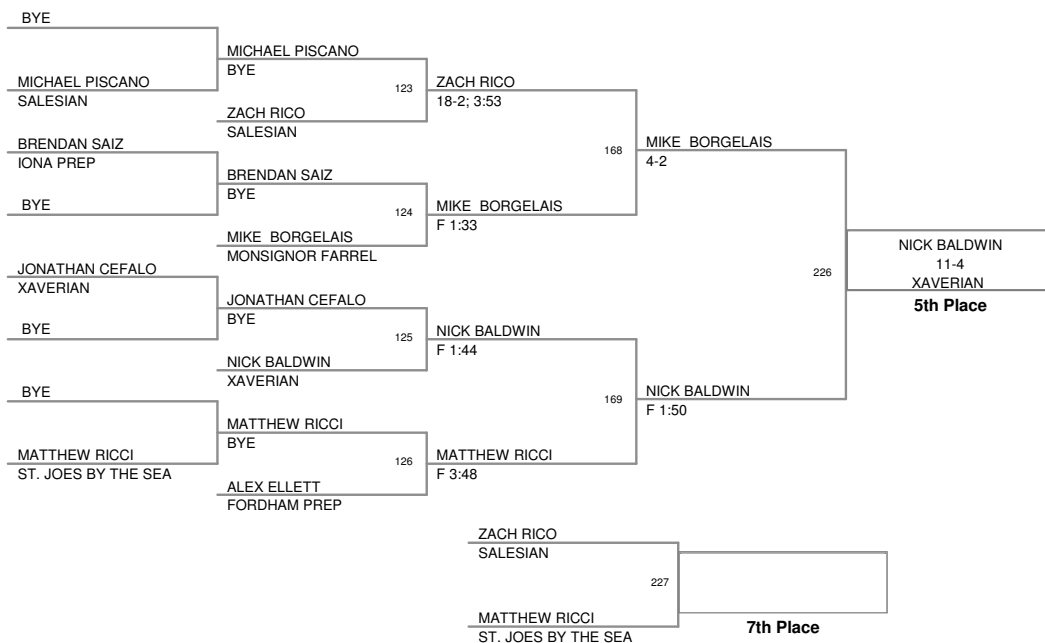 BYE
MICHAEL PISCANO
SALESIAN
BRENDAN SAIZ
IONA PREP
BYE
JONATHAN CEFALO
XAVERIAN
BYE
BYE
MATTHEW RICCI
ST. JOES BY THE SEA
MICHAEL PISCANO
BYE
123
ZACH RICO
SALESIAN
BRENDAN SAIZ
BYE
124
MIKE BORGELAIS
MONSIGNOR FARREL
JONATHAN CEFALO
BYE
125
NICK BALDWIN
XAVERIAN
MATTHEW RICCI
BYE
126
ALEX ELLETT
FORDHAM PREP
ZACH RICO
18-2; 3:53
168
MIKE BORGELAIS
F 1:33
NICK BALDWIN
F 1:44
169
MATTHEW RICCI
F 3:48
MIKE BORGELAIS
4-2
226
NICK BALDWIN
F 1:50
NICK BALDWIN
11-4
XAVERIAN
5th Place
ZACH RICO
SALESIAN
227
MATTHEW RICCI
ST. JOES BY THE SEA
7th Place